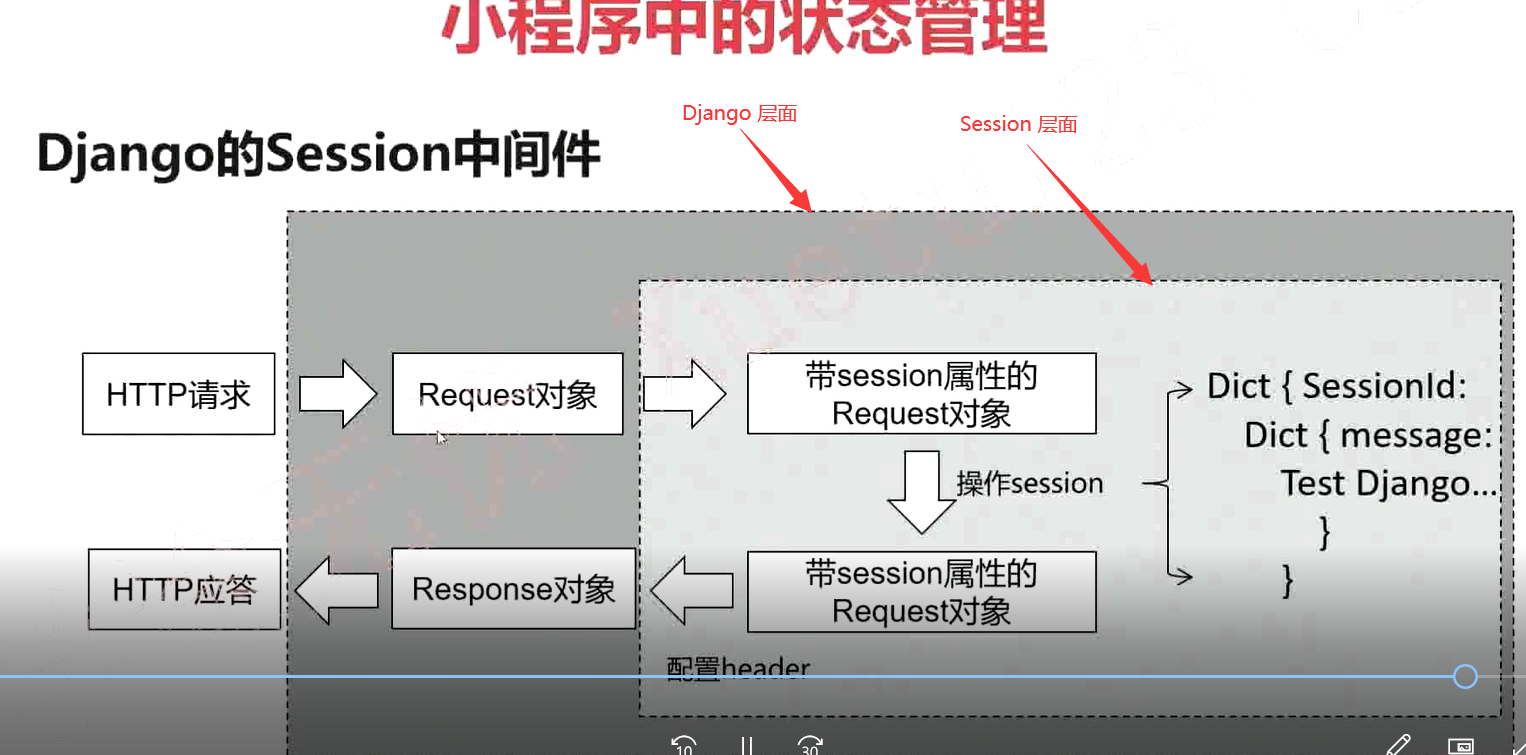 小程序中的状态管理
Django 层面
Session 层面
Django的Session中间件
HTTP请求
Request对象
带session属性的
Request对象
Dict { SessionId:
Dict { message:
操作session
Test Django...
}
}
HTTP应答
Response对象
带session属性的
Request对象
配置header
10
30